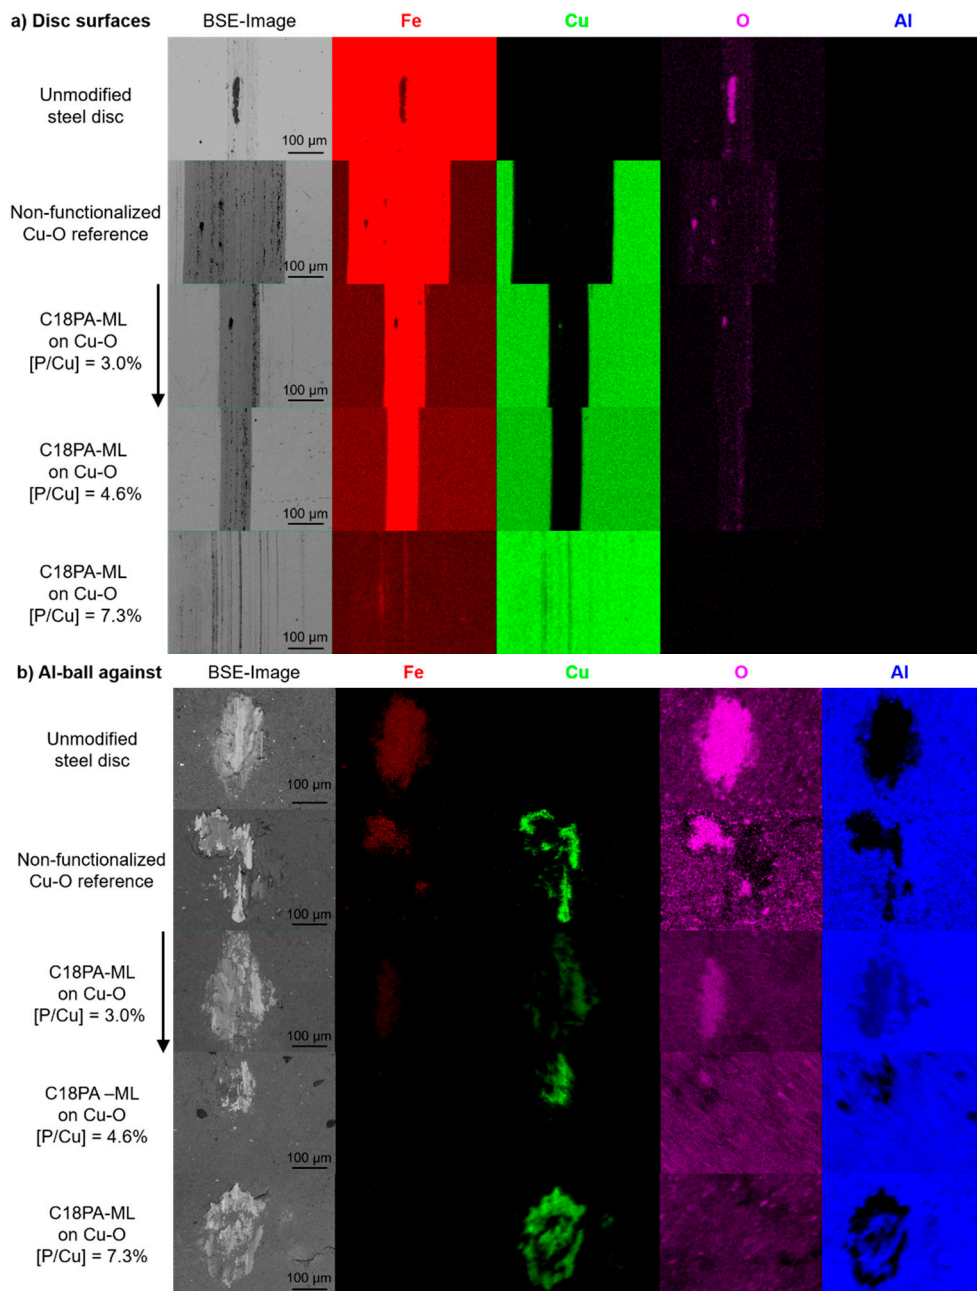 a) Disc surfaces BSE-Image Fe Cu O Al
Unmodified
steel disc
100 µm
Non-functionalized
Cu-O reference
100 µm
C18PA-ML
on Cu-O
[P/Cu] = 3.0%
100 µm
C18PA-ML
on Cu-O
[P/Cu] = 4.6%
100 µm
C18PA-ML
on Cu-O
[P/Cu] = 7.3%
100 µm
b) Al-ball against BSE-Image Fe Cu O Al
Unmodified
steel disc
100 µm
Non-functionalized
Cu-O reference
100 µm
C18PA-ML
on Cu-O
[P/Cu] = 3.0%
100 µm
C18PA –ML
on Cu-O
[P/Cu] = 4.6%
100 µm
C18PA-ML
on Cu-O
[P/Cu] = 7.3%
100 µm